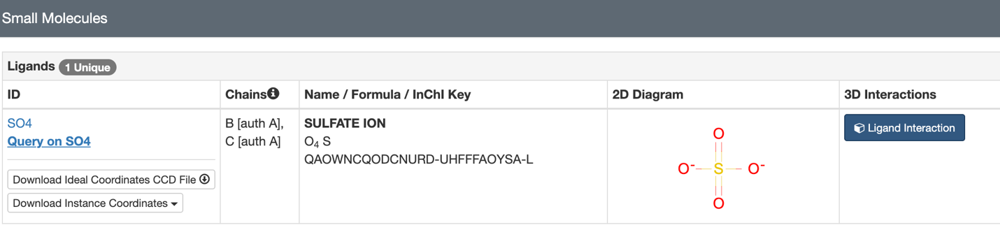 Small Molecules
Ligands 1 Unique
ID Chains Name / Formula / InChI Key 2D Diagram 3D Interactions
SO4 B [auth A], SULFATE ION Ligand Interaction
Query on SO4 C [auth A] O4 S
QAOWNCQODCNURD-UHFFFAOYSA-L
O
O- S O-
O
Download Ideal Coordinates CCD File
Download Instance Coordinates